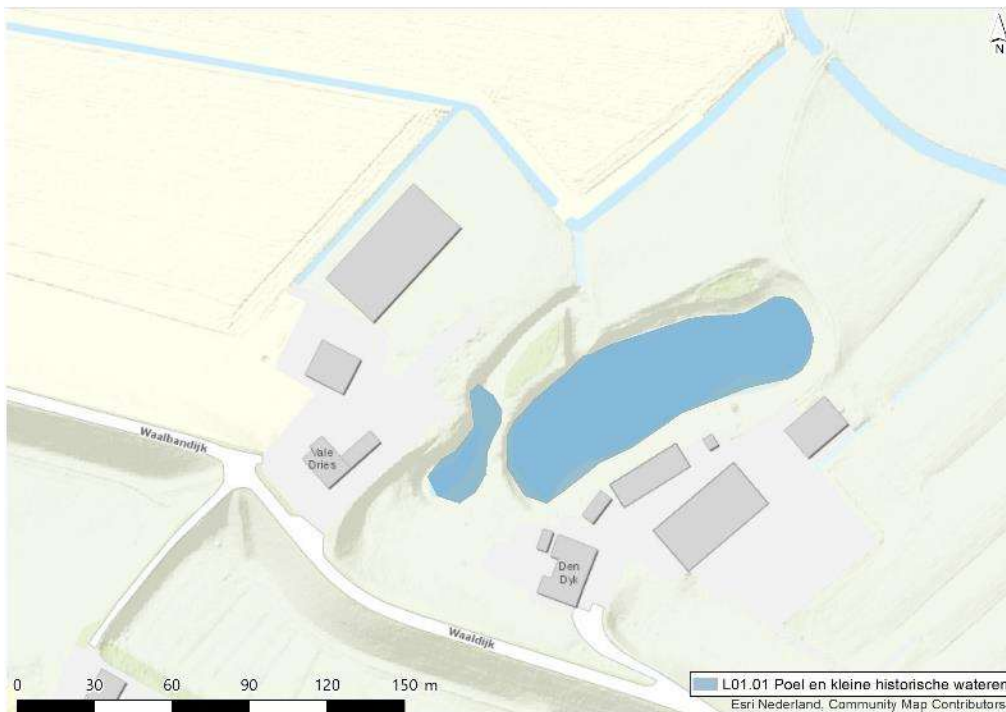 N
Waalbandijk
Vale
Dries
Den
Dyk
Waaldijk
0 30 60 90 120 150 m
L01.01 Poel en kleine historische wateren
Esri Nederland, Community Map Contributors